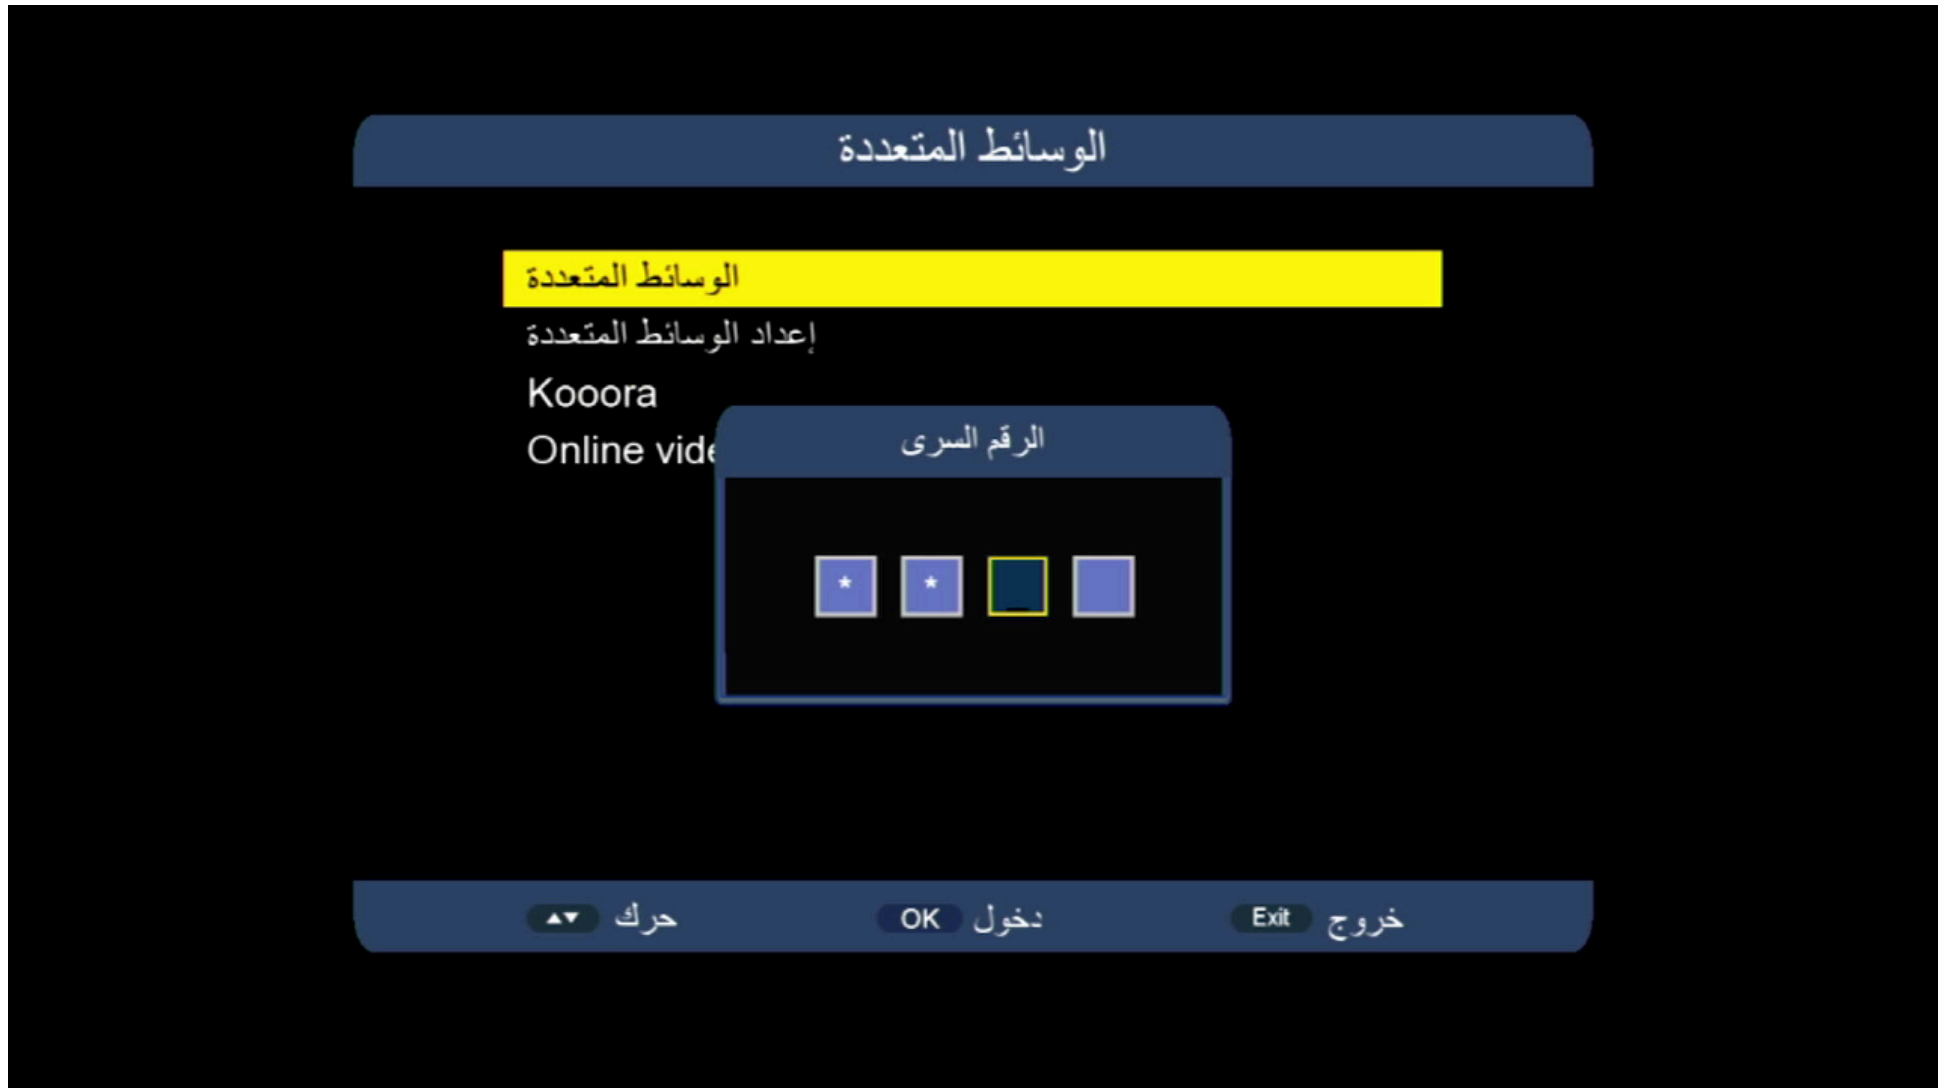 الوسائط المتعددة
الوسائط المتعددة
إعداد الوسائط المتعددة
Kooora
Online vide
الرقم السرى
* * _
حرك ▲▼ دخول OK خروج Exit